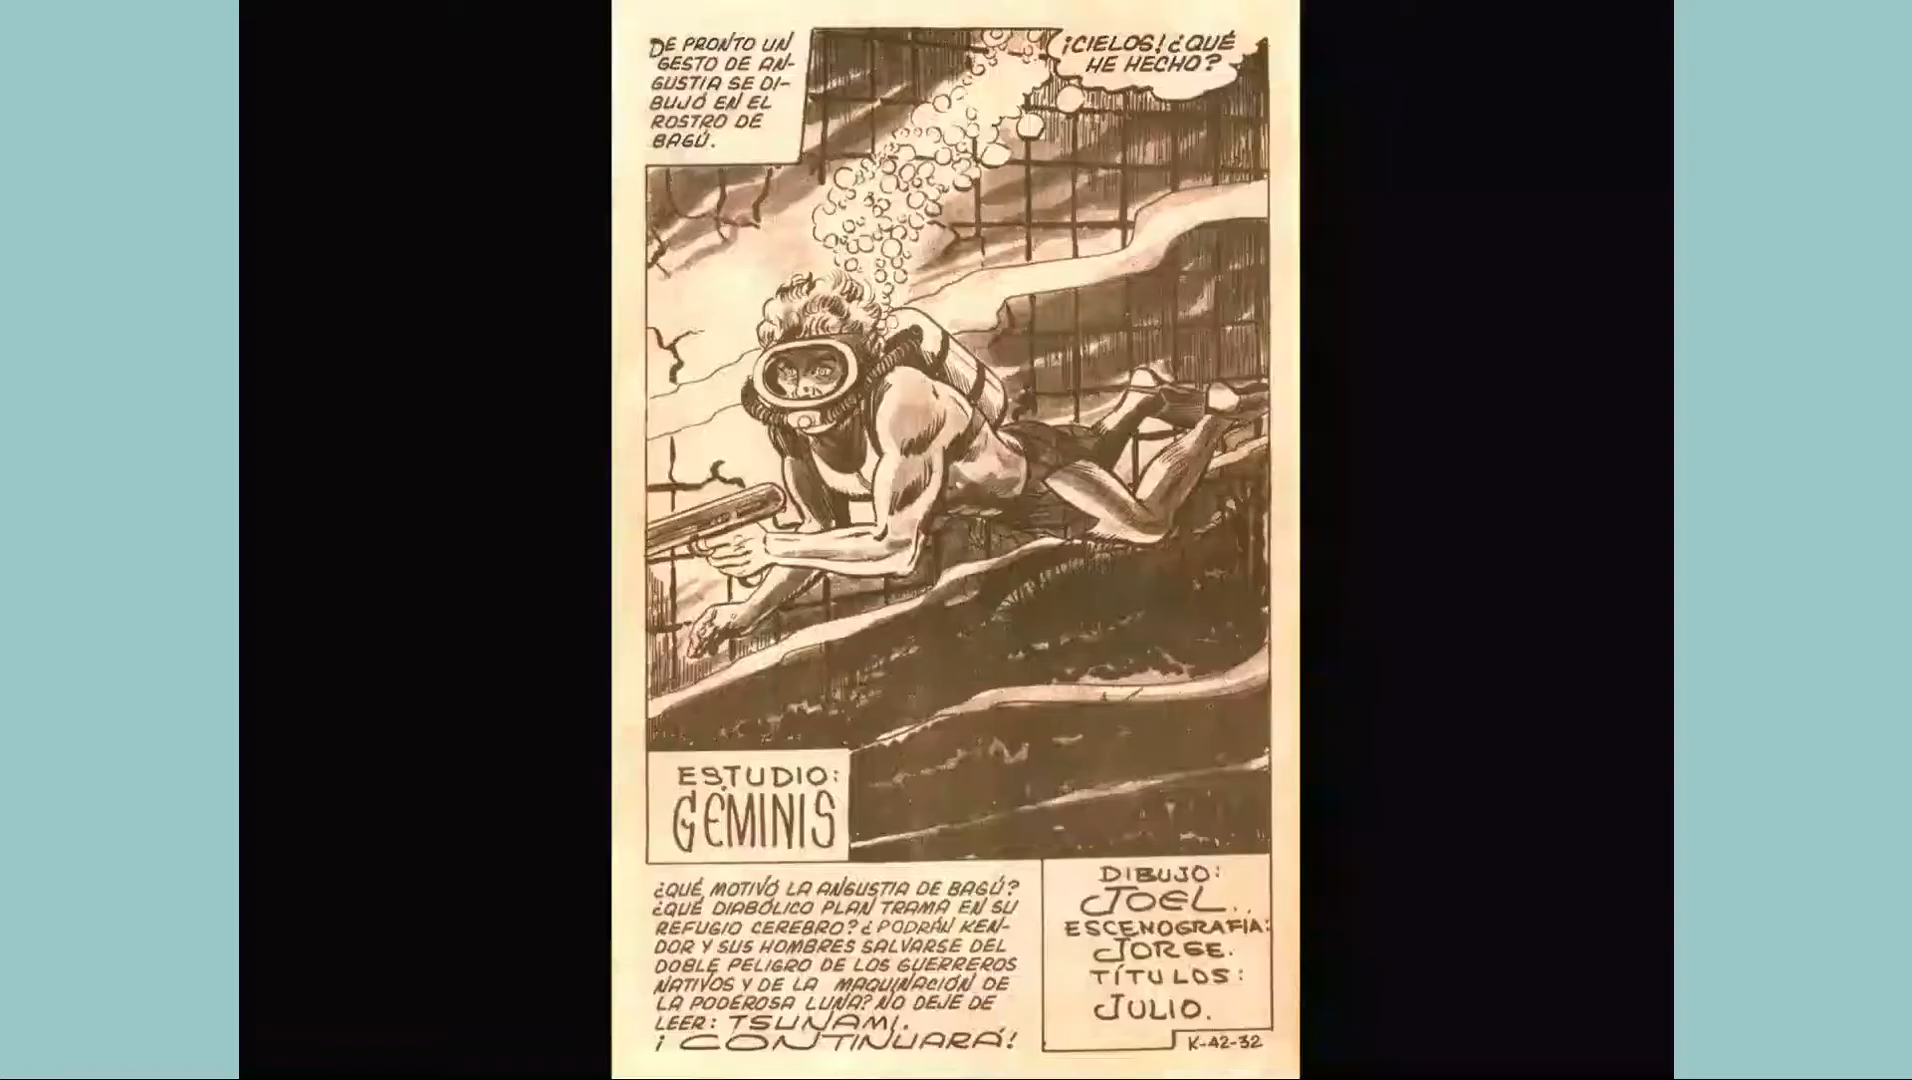 DE PRONTO UN
GESTO DE AN-
GUSTIA SE DI-
BUJÓ EN EL
ROSTRO DE
BAGÚ.
¡CIELOS! ¿QUÉ
HE HECHO?
ESTUDIO:
GÉMINIS
¿QUÉ MOTIVÓ LA ANGUSTIA DE BAGÚ?
¿QUÉ DIABÓLICO PLAN TRAMA EN SU
REFUGIO CEREBRO? ¿PODRÁN KEN-
DOR Y SUS HOMBRES SALVARSE DEL
DOBLE PELIGRO DE LOS GUERREROS
NATIVOS Y DE LA MAQUINACIÓN DE
LA PODEROSA LUNA? NO DEJE DE
LEER: TSUNAMI.
¡CONTINUARÁ!
DIBUJO:
JOEL.
ESCENOGRAFIA:
JORGE.
TÍTULOS:
JULIO.
K-42-32